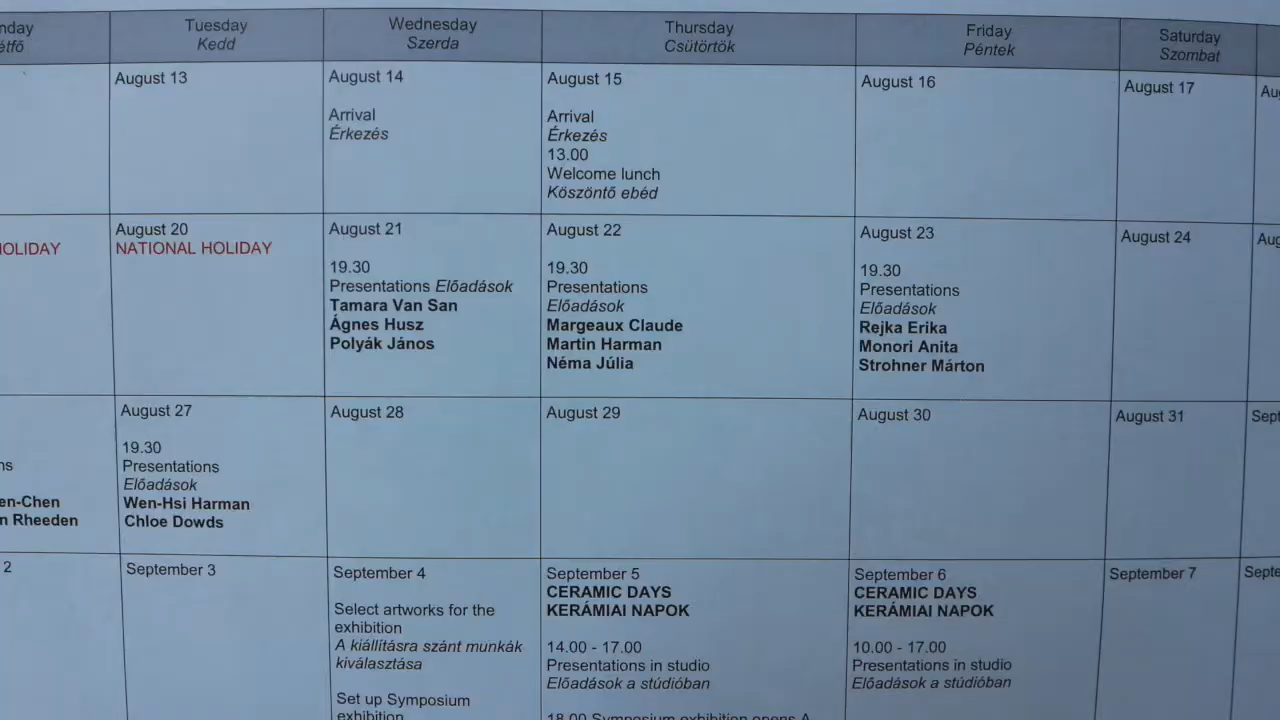 Tuesday
Kedd
Wednesday
Szerda
Thursday
Csütörtök
Friday
Péntek
Saturday
Szombat
August 13
August 14
Arrival
Érkezés
August 15
Arrival
Érkezés
13.00
Welcome lunch
Köszöntő ebéd
August 16
August 17
August 20
NATIONAL HOLIDAY
August 21
19.30
Presentations Előadások
Tamara Van San
Ágnes Husz
Polyák János
August 22
19.30
Presentations
Előadások
Margeaux Claude
Martin Harman
Néma Júlia
August 23
19.30
Presentations
Előadások
Rejka Erika
Monori Anita
Strohner Márton
August 24
August 27
19.30
Presentations
Előadások
Wen-Hsi Harman
Chloe Dowds
August 28
August 29
August 30
August 31
en-Chen
n Rheeden
2
September 3
September 4
Select artworks for the
exhibition
A kiállításra szánt munkák
kiválasztása
Set up Symposium
exhibition
September 5
CERAMIC DAYS
KERÁMIAI NAPOK
14.00 - 17.00
Presentations in studio
Előadások a stúdióban
18.00 Symposium exhibition opens A
September 6
CERAMIC DAYS
KERÁMIAI NAPOK
10.00 - 17.00
Presentations in studio
Előadások a stúdióban
September 7